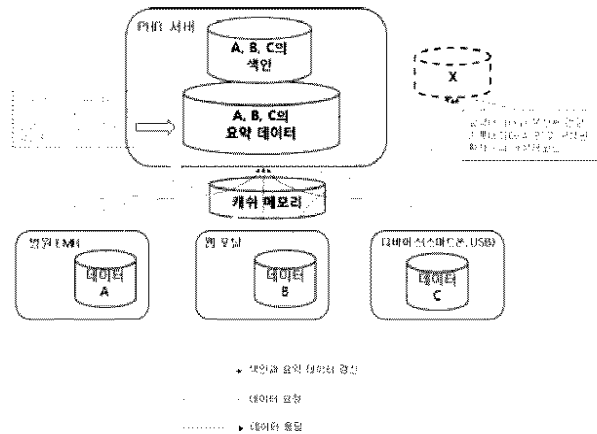 PHR 서버
A, B, C의
색인
X
A, B, C의
요약 데이터
캐쉬 메모리
병원 EMR
웹 포탈
디바이스(스마트폰, USB)
데이터
A
데이터
B
데이터
C
색인과 요약 데이터 갱신
데이터 요청
데이터 응답